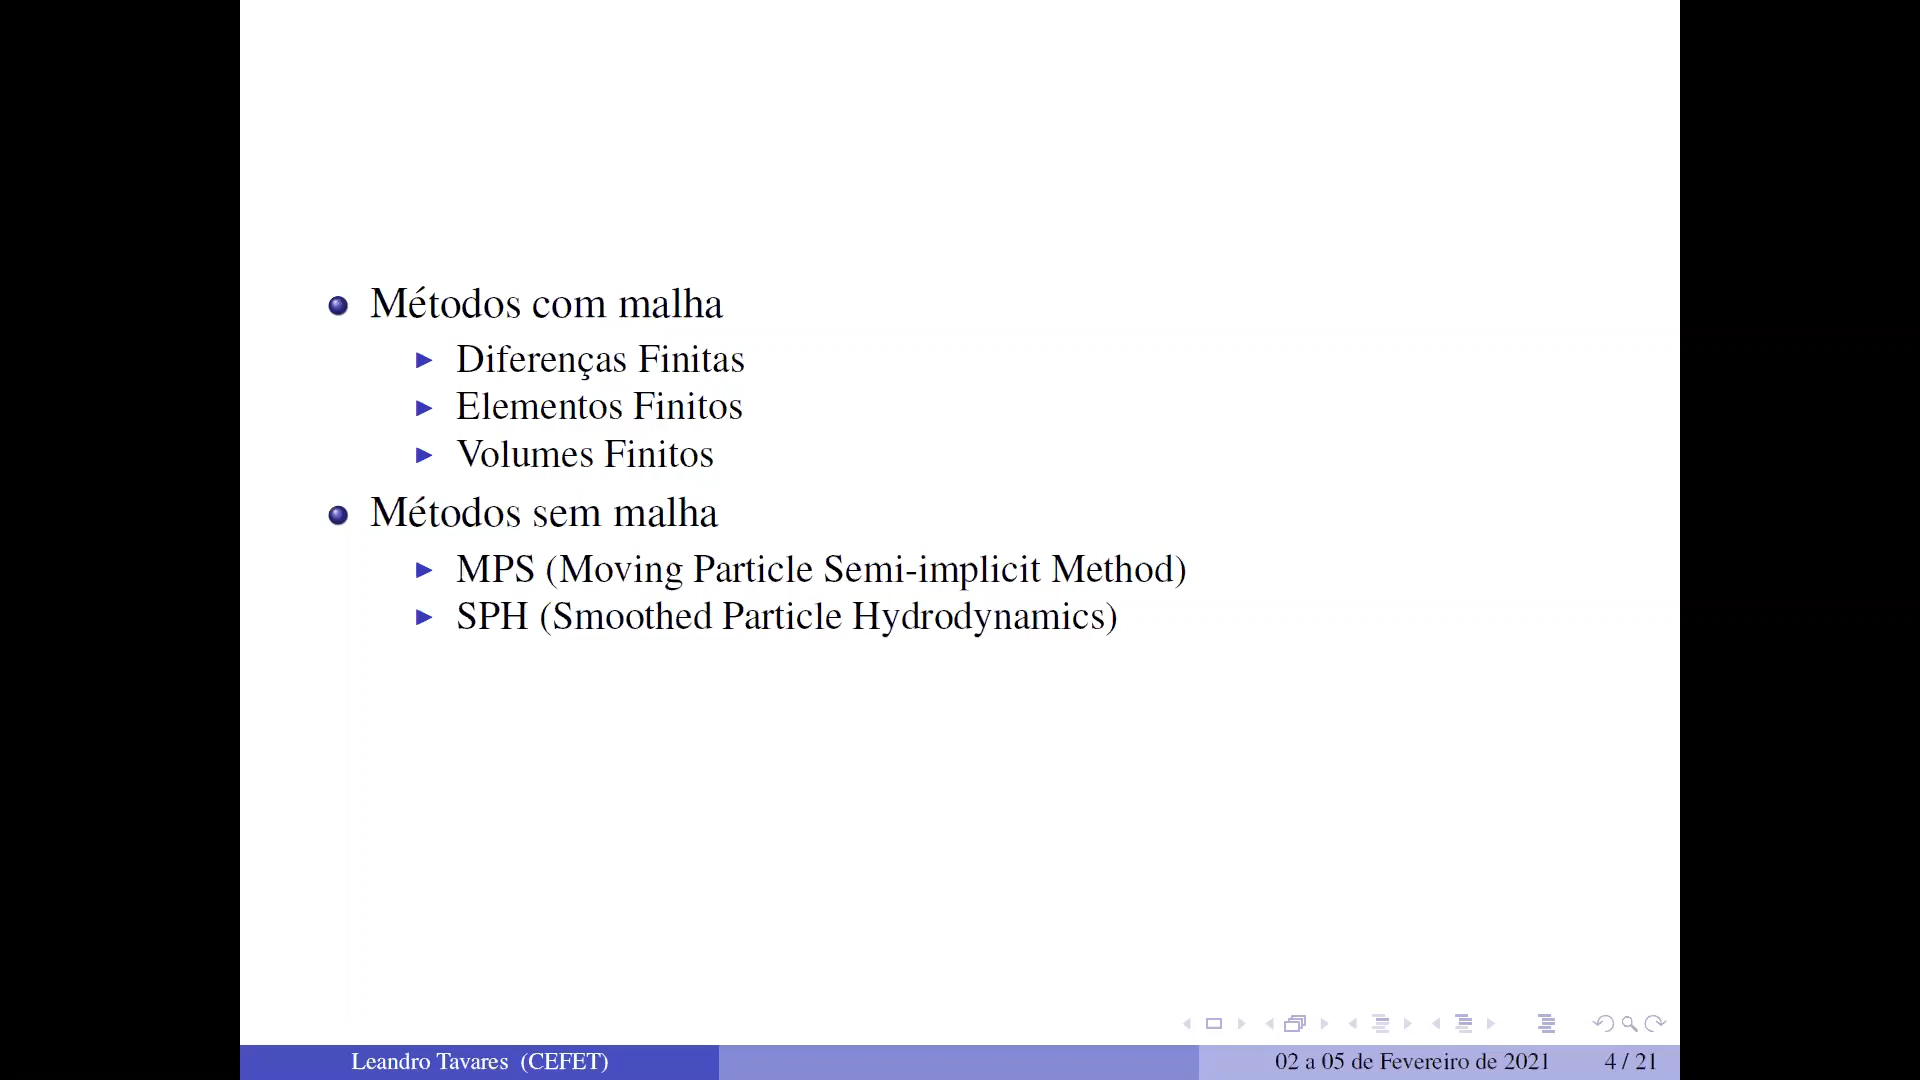 Métodos com malha
Diferenças Finitas
Elementos Finitos
Volumes Finitos
Métodos sem malha
MPS (Moving Particle Semi-implicit Method)
SPH (Smoothed Particle Hydrodynamics)
Leandro Tavares (CEFET)
02 a 05 de Fevereiro de 2021
4 / 21